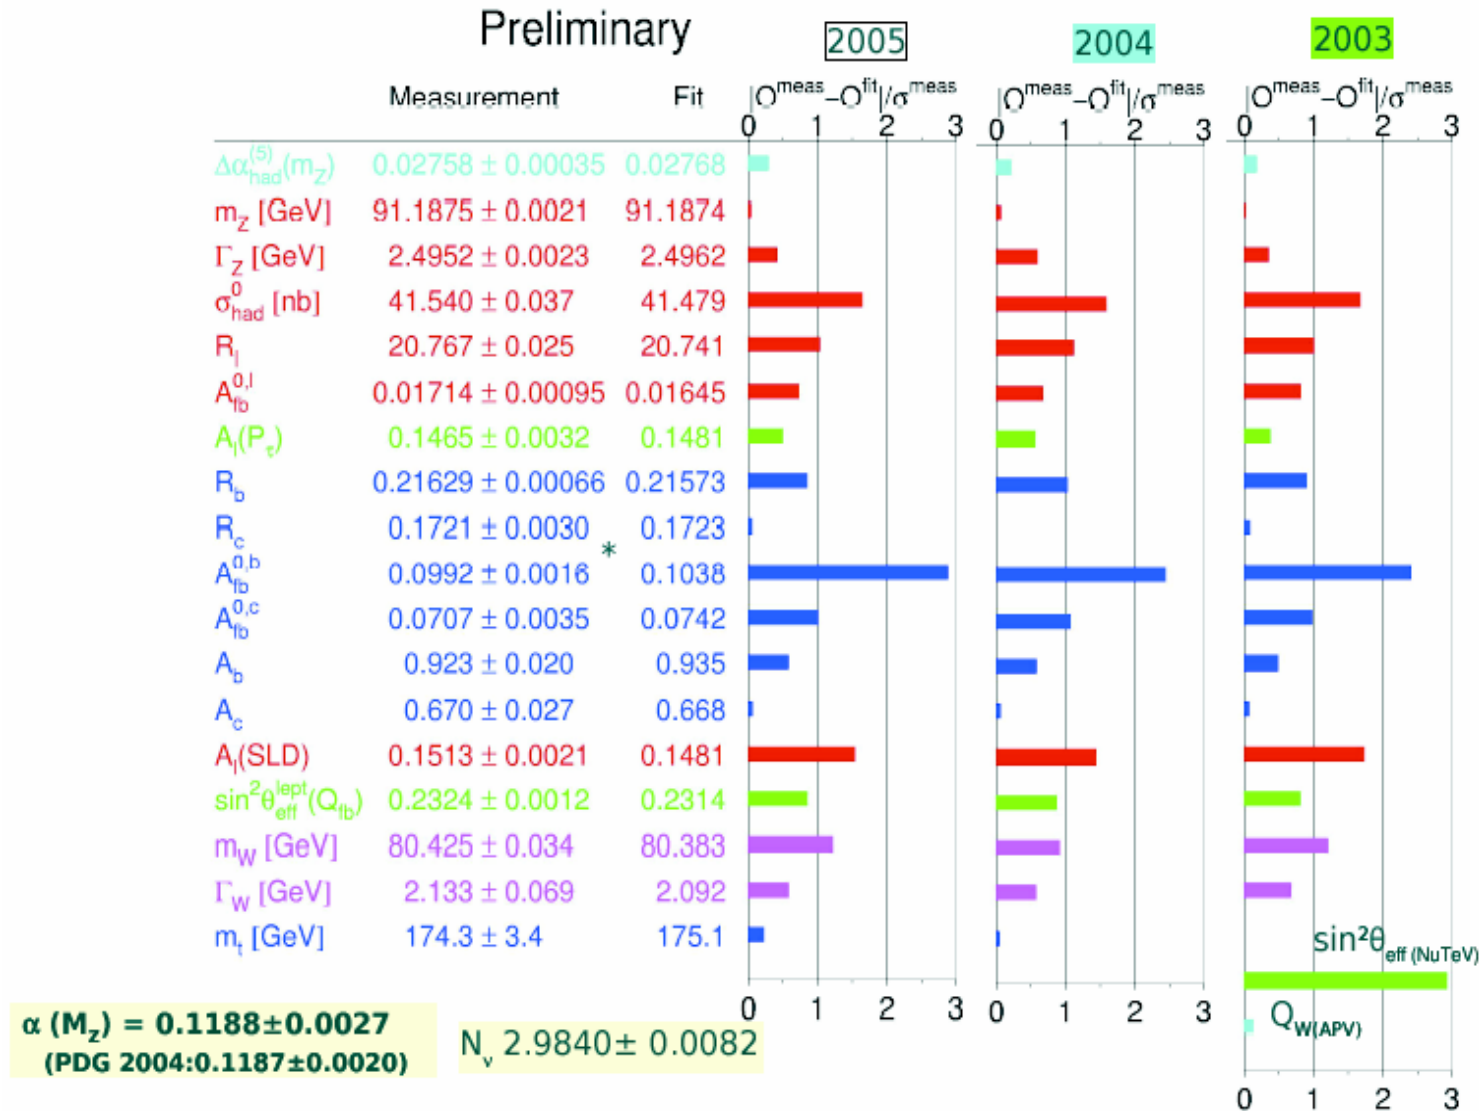 Preliminary 2005 2004 2003
Measurement Fit |O^meas–O^fit|/σ^meas |O^meas–O^fit|/σ^meas |O^meas–O^fit|/σ^meas
0 1 2 3 0 1 2 3 0 1 2 3
Δα_had^(5)(m_Z) 0.02758 ± 0.00035 0.02768
m_Z [GeV] 91.1875 ± 0.0021 91.1874
Γ_Z [GeV] 2.4952 ± 0.0023 2.4962
σ_had^0 [nb] 41.540 ± 0.037 41.479
R_l 20.767 ± 0.025 20.741
A_fb^0,l 0.01714 ± 0.00095 0.01645
A_l(P_τ) 0.1465 ± 0.0032 0.1481
R_b 0.21629 ± 0.00066 0.21573
R_c 0.1721 ± 0.0030 0.1723
A_fb^0,b 0.0992 ± 0.0016 * 0.1038
A_fb^0,c 0.0707 ± 0.0035 0.0742
A_b 0.923 ± 0.020 0.935
A_c 0.670 ± 0.027 0.668
A_l(SLD) 0.1513 ± 0.0021 0.1481
sin²θ_eff^lept(Q_fb) 0.2324 ± 0.0012 0.2314
m_W [GeV] 80.425 ± 0.034 80.383
Γ_W [GeV] 2.133 ± 0.069 2.092
m_t [GeV] 174.3 ± 3.4 175.1 sin²θ_eff (NuTeV)
0 1 2 3 0 1 2 3
Q_W(APV)
0 1 2 3
α (M_z) = 0.1188±0.0027
(PDG 2004:0.1187±0.0020)
N_ν 2.9840± 0.0082